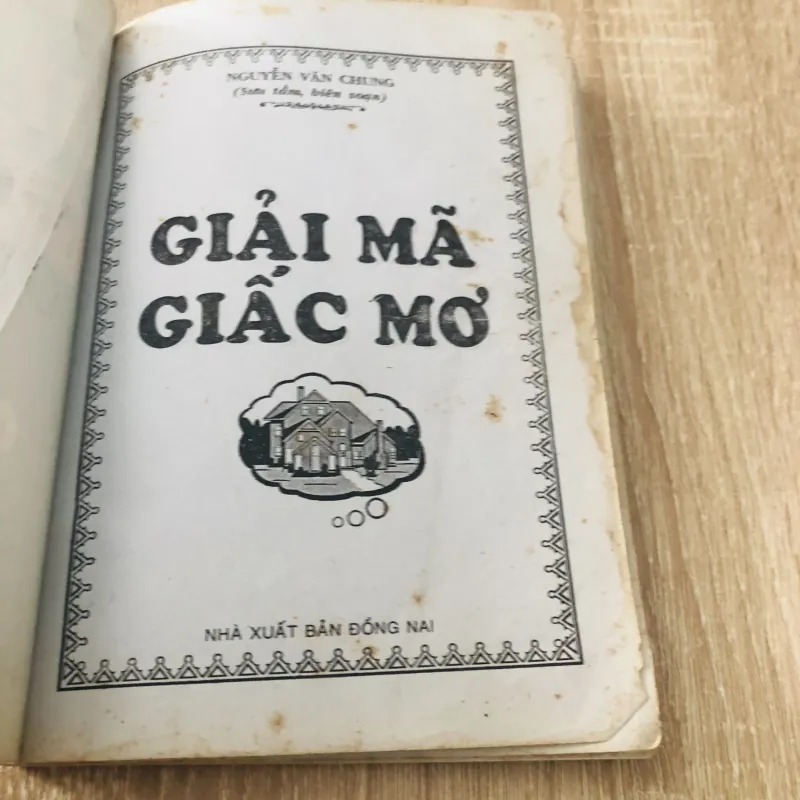 NGUYỄN VĂN CHUNG
(Sưu tầm, biên soạn)
GIẢI MÃ
GIẤC MƠ
NHÀ XUẤT BẢN ĐỒNG NAI